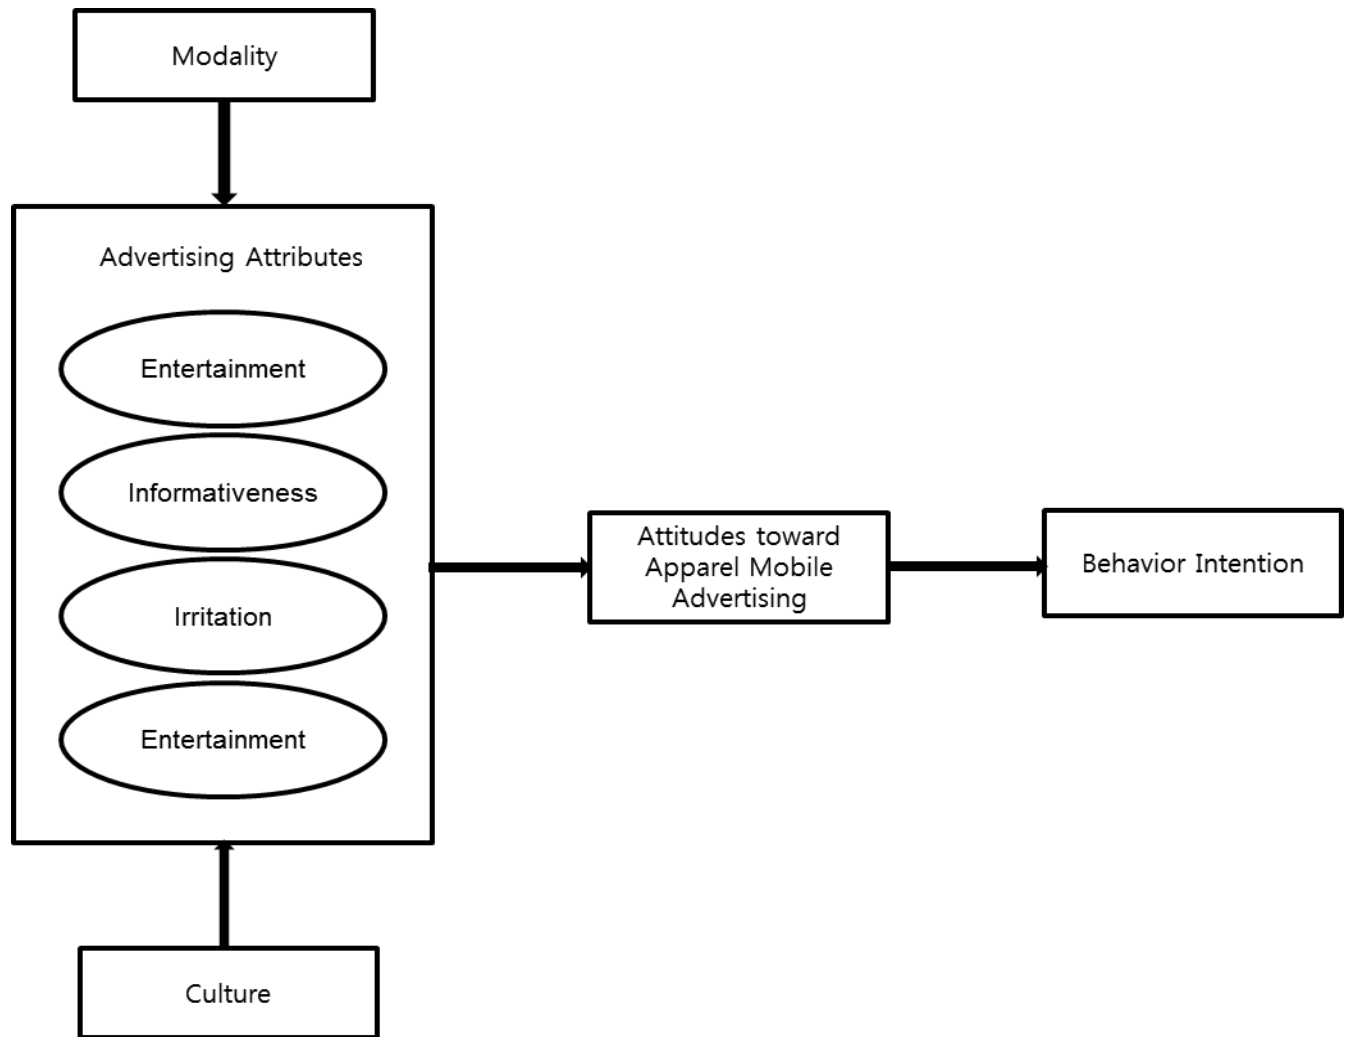 Modality
Advertising Attributes
Entertainment
Informativeness
Irritation
Entertainment
Attitudes toward
Apparel Mobile
Advertising
Behavior Intention
Culture